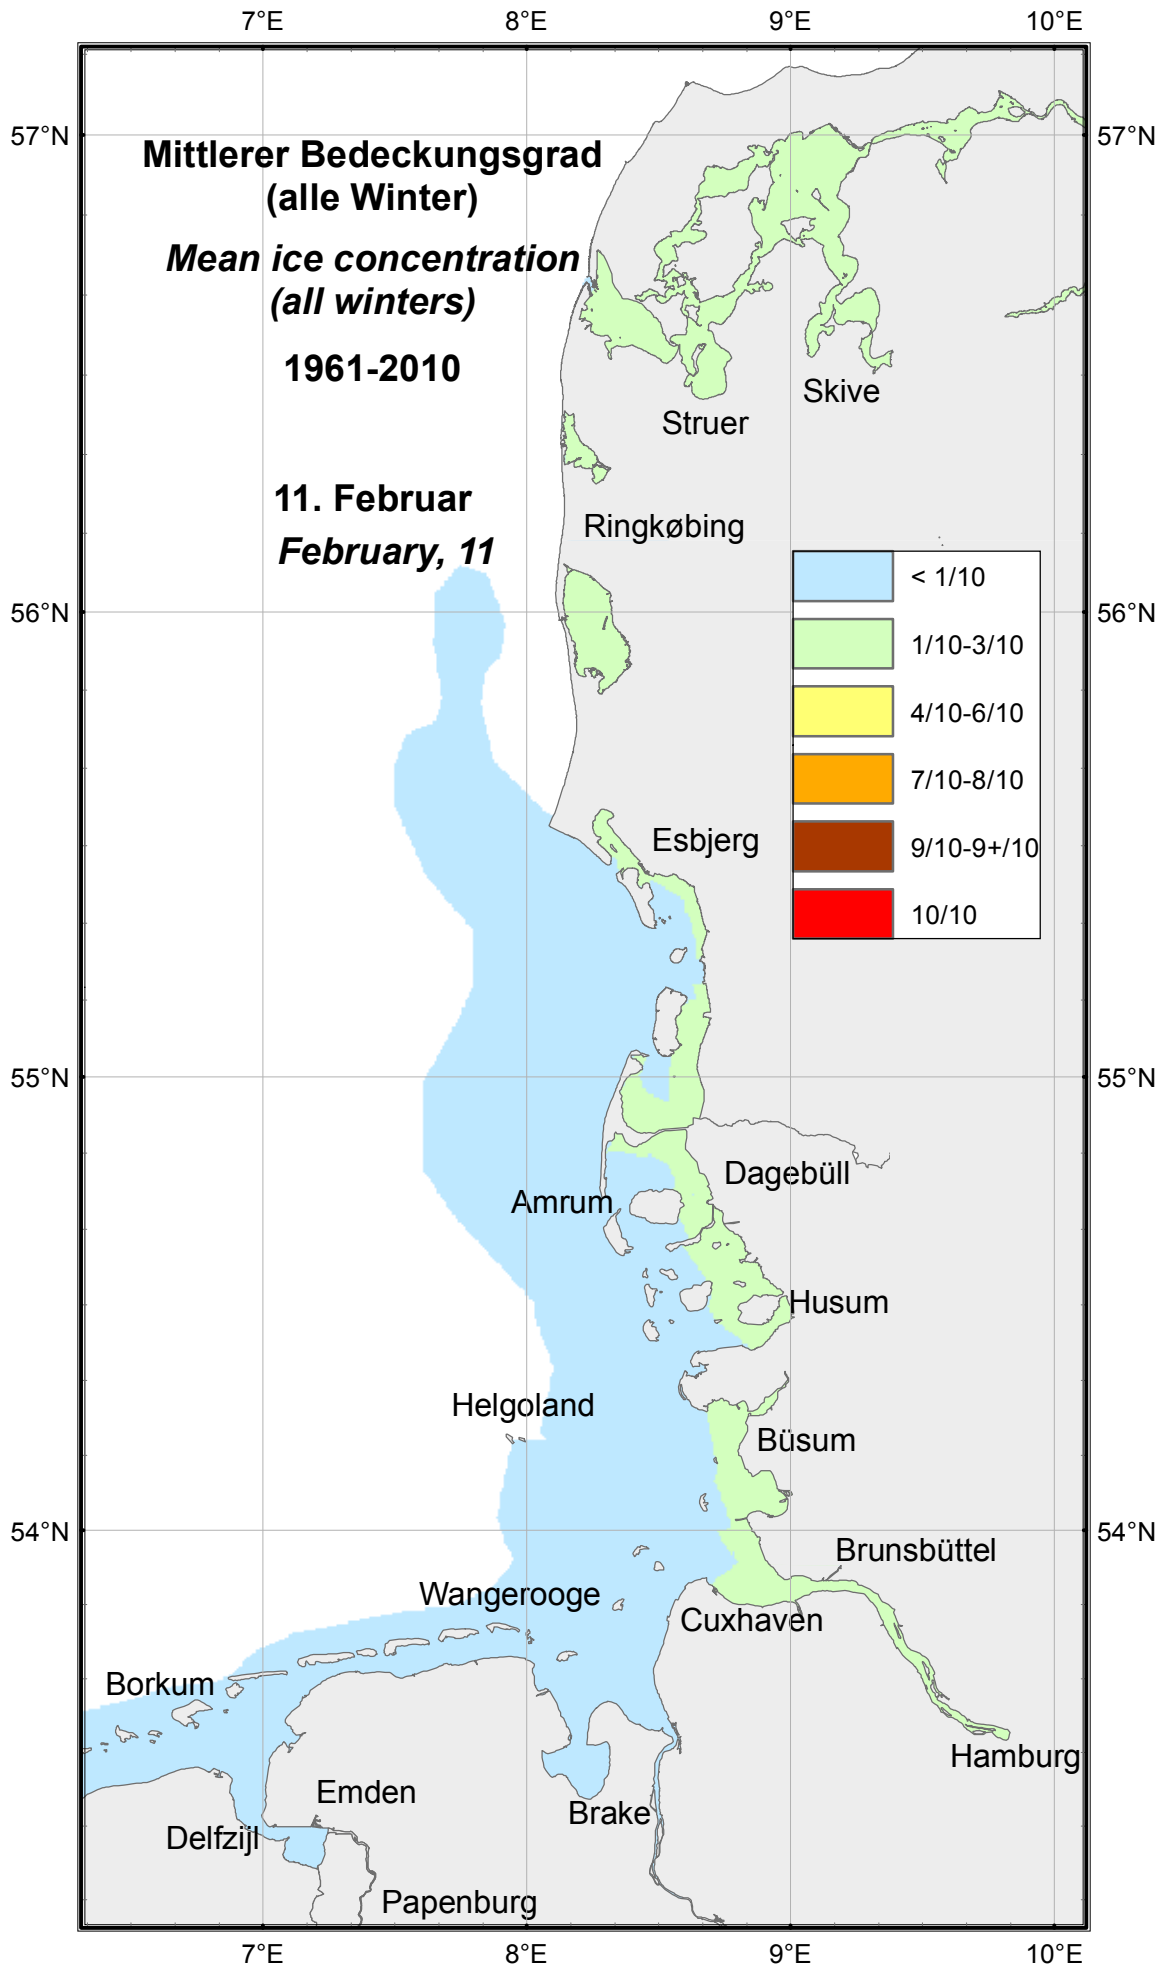 7°E 8°E 9°E 10°E
57°N 57°N
Mittlerer Bedeckungsgrad
(alle Winter)
Mean ice concentration
(all winters)
1961-2010
Skive
Struer
11. Februar
Ringkøbing
February, 11
< 1/10
56°N 56°N
1/10-3/10
4/10-6/10
7/10-8/10
Esbjerg
9/10-9+/10
10/10
55°N 55°N
Dagebüll
Amrum
Husum
Helgoland
Büsum
54°N 54°N
Brunsbüttel
Wangerooge
Cuxhaven
Borkum
Hamburg
Emden
Brake
Delfzijl
Papenburg
7°E 8°E 9°E 10°E